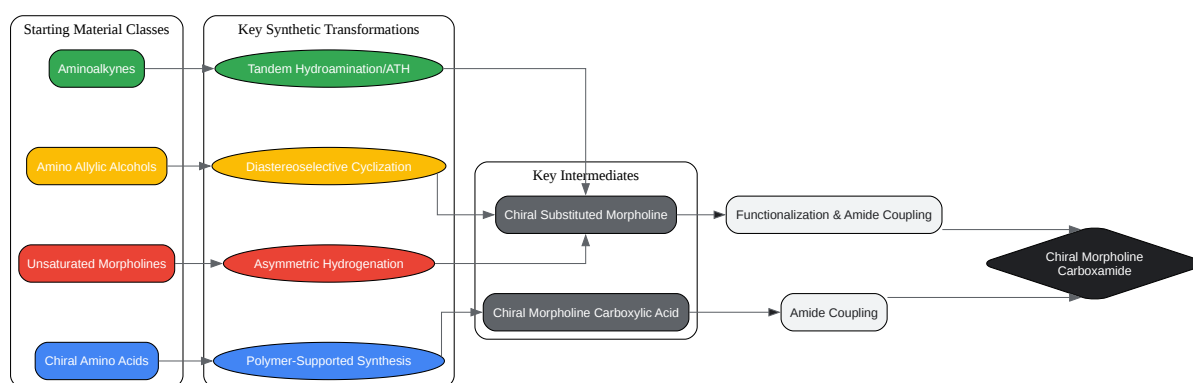 Starting Material Classes
Key Synthetic Transformations
Aminoalkynes
Tandem Hydroamination/ATH
Amino Allylic Alcohols
Diastereoselective Cyclization
Key Intermediates
Chiral Substituted Morpholine
Functionalization & Amide Coupling
Unsaturated Morpholines
Asymmetric Hydrogenation
Chiral Morpholine
Carboxamide
Chiral Morpholine Carboxylic Acid
Amide Coupling
Chiral Amino Acids
Polymer-Supported Synthesis